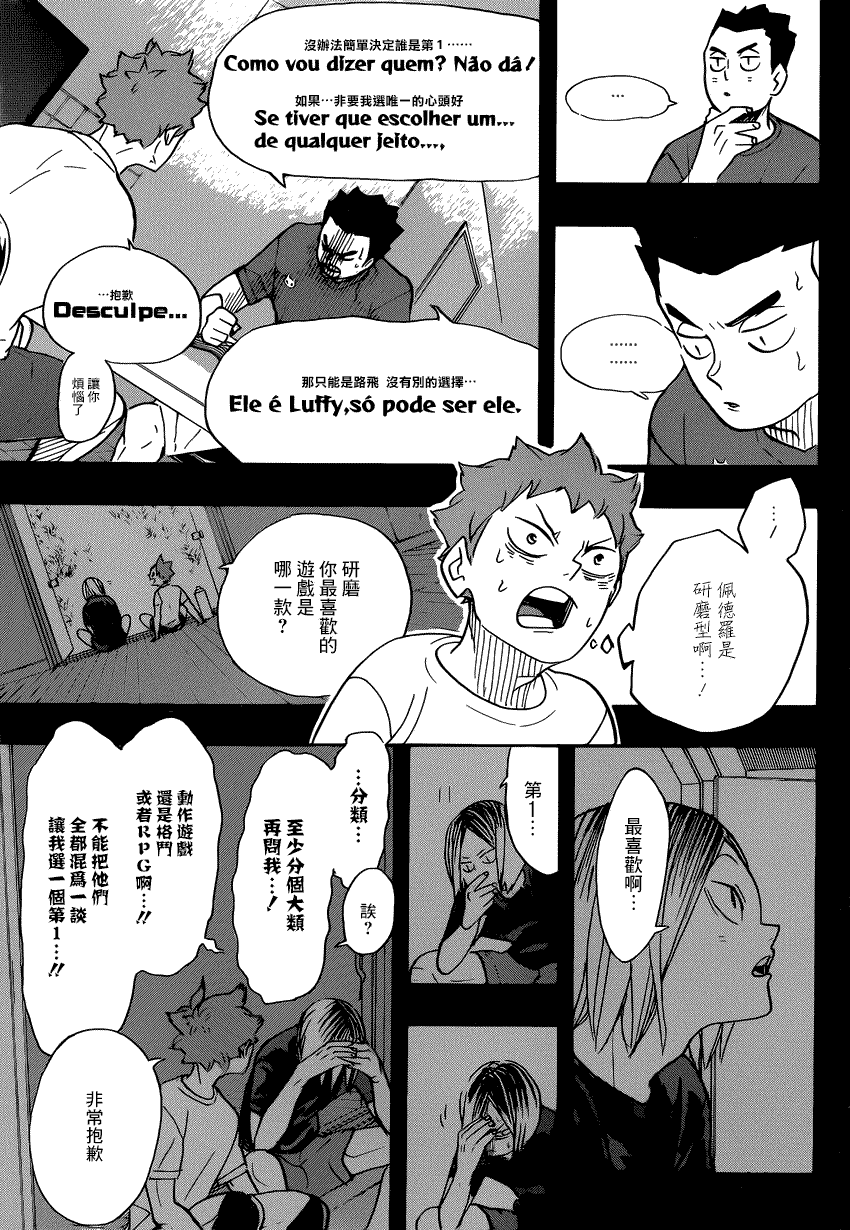 …
……
……
沒辦法簡單決定誰是第1……
Como vou dizer quem? Não dá!
如果…非要我選唯一的心頭好
Se tiver que escolher um...
de qualquer jeito...,
那只能是路飛 沒有別的選擇…
Ele é Luffy,só pode ser ele.
…抱歉
Desculpe...
讓你
煩惱了
…
佩德羅是
研磨型啊…！
研磨
你最喜歡的
遊戲是
哪一款？
最喜歡啊…
第1…
…分類…
至少分個大類
再問我…！
誒？
動作遊戲
還是格鬥
或者RPG啊…!!
不能把他們
全都混爲一談
讓我選一個第1…!!
非常抱歉